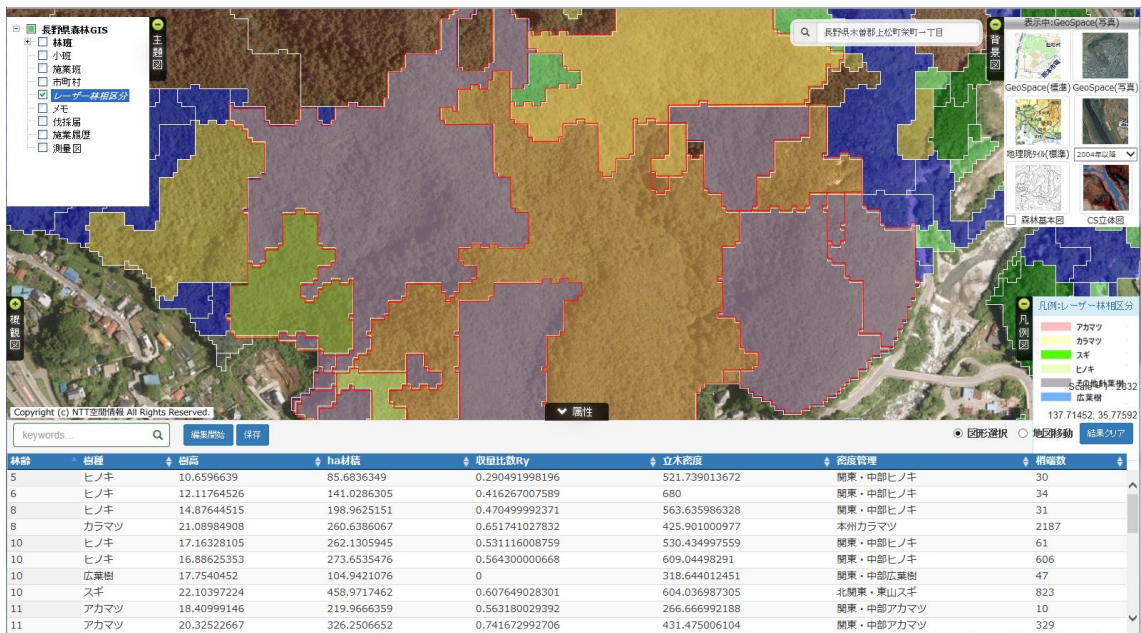 長野県森林GIS
林班
小班
施業班
市町村
レーザー林相区分
メモ
伐採届
施業履歴
測量図
主題図
長野県木曽郡上松町栄町一丁目
背景図
表示中:GeoSpace(写真)
GeoSpace(標準) GeoSpace(写真)
地理院タイル(標準) 2004年以降
森林基本図 CS立体図
概観図
凡例図
凡例:レーザー林相区分
アカマツ
カラマツ
スギ
ヒノキ
その他針葉樹
広葉樹
Scale = 1 : 2832
137.71452, 35.77592
Copyright (c) NTT空間情報 All Rights Reserved.
属性
keywords... 編集開始 保存 図形選択 地図移動 結果クリア
林齢 樹種 樹高 ha材積 収量比数Ry 立木密度 密度管理 梢端数
5 ヒノキ 10.6596639 85.6836349 0.290491998196 521.739013672 関東・中部ヒノキ 30
6 ヒノキ 12.11764526 141.0286305 0.416267007589 680 関東・中部ヒノキ 34
8 ヒノキ 14.87644515 198.9625151 0.470499992371 563.635986328 関東・中部ヒノキ 31
8 カラマツ 21.08984908 260.6386067 0.651741027832 425.901000977 本州カラマツ 2187
10 ヒノキ 17.16328105 262.1305945 0.531116008759 530.434997559 関東・中部ヒノキ 61
10 ヒノキ 16.88625353 273.6535476 0.564300000668 609.04498291 関東・中部ヒノキ 606
10 広葉樹 17.7540452 104.9421076 0 318.644012451 関東・中部広葉樹 47
10 スギ 22.10397224 458.9717462 0.607649028301 604.036987305 北関東・東山スギ 823
11 アカマツ 18.40999146 219.9666359 0.563180029392 266.666992188 関東・中部アカマツ 10
11 アカマツ 20.32522667 326.2506652 0.741672992706 431.475006104 関東・中部アカマツ 329